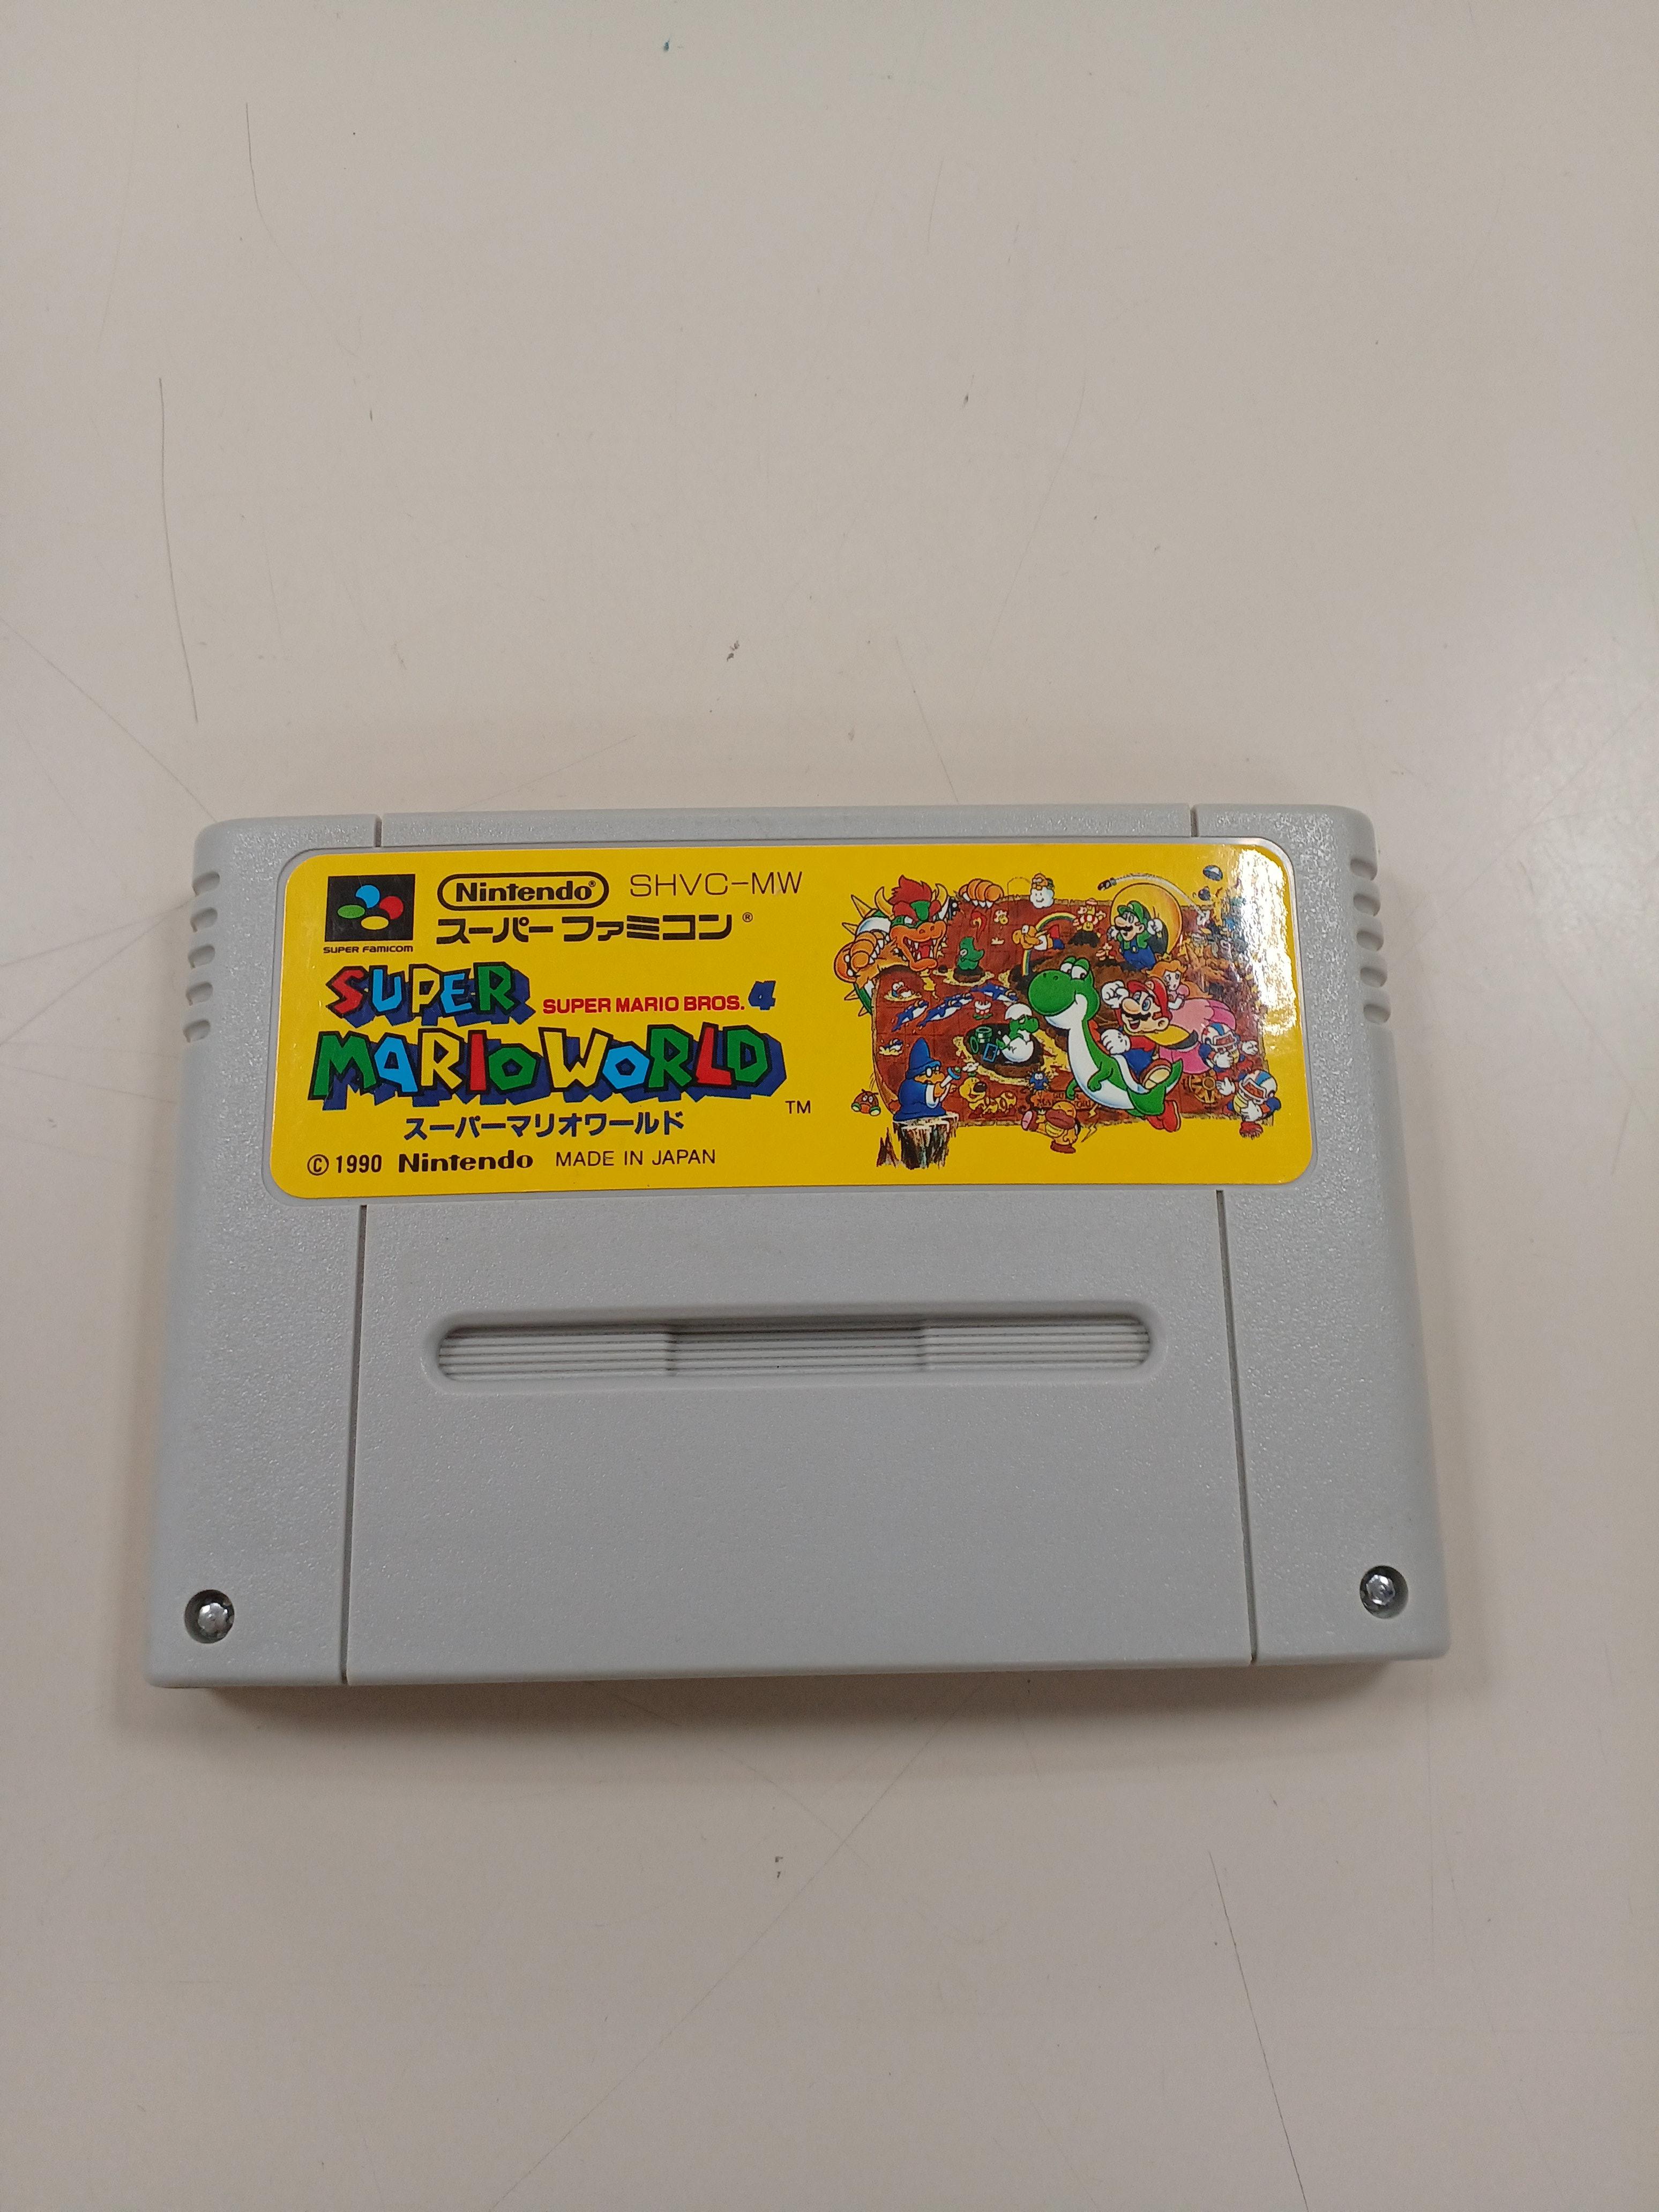 Nintendo® SHVC-MW
SUPER FAMICOM
スーパーファミコン®
SUPER
SUPER MARIO BROS. 4
MARIO WORLD
TM
スーパーマリオワールド
©1990 Nintendo MADE IN JAPAN